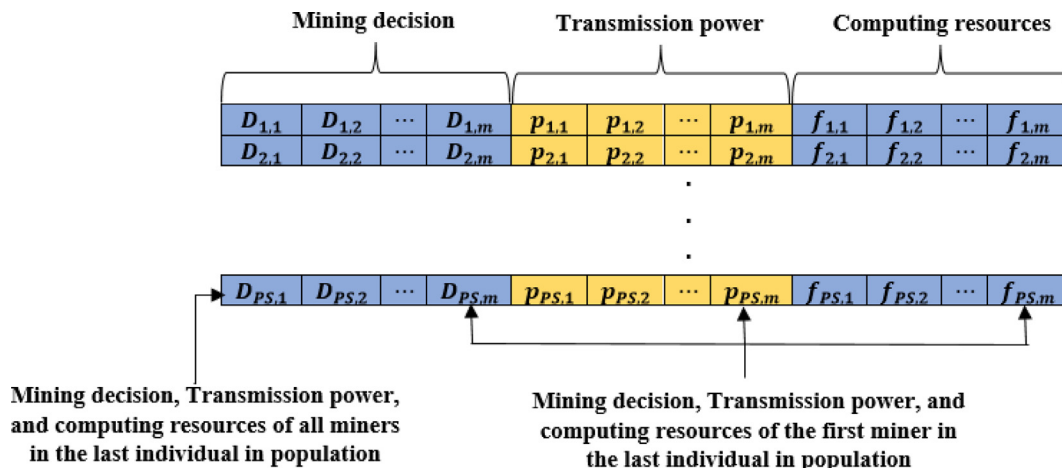 Mining decision Transmission power Computing resources
D1,1 D1,2 ... D1,m p1,1 p1,2 ... p1,m f1,1 f1,2 ... f1,m
D2,1 D2,2 ... D2,m p2,1 p2,2 ... p2,m f2,1 f2,2 ... f2,m
.
.
.
DPS,1 DPS,2 ... DPS,m pPS,1 pPS,2 ... pPS,m fPS,1 fPS,2 ... fPS,m
Mining decision, Transmission power,
and computing resources of all miners
in the last individual in population
Mining decision, Transmission power, and
computing resources of the first miner in
the last individual in population